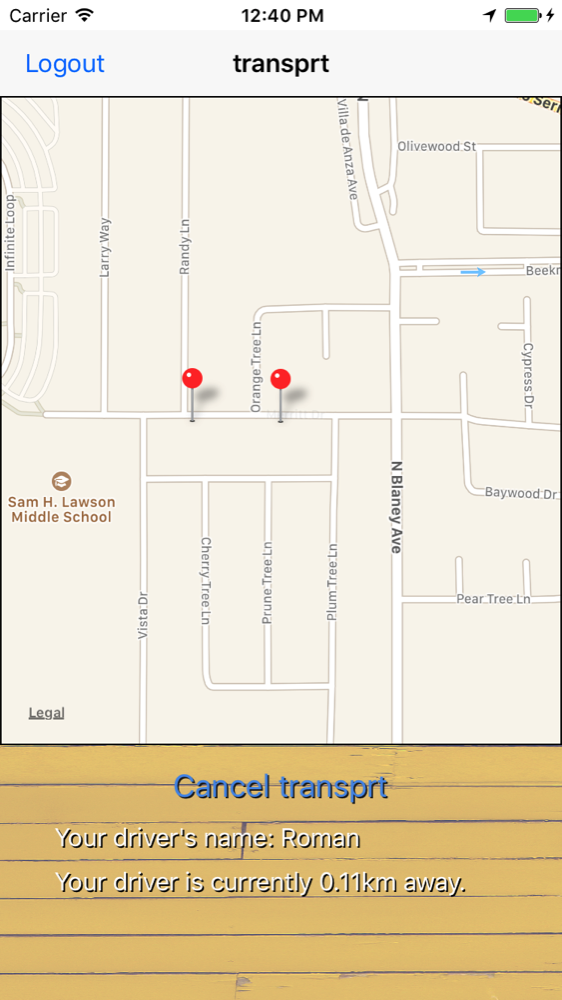 Carrier 12:40 PM
Logout transprt
Villa de Anza Ave
Olivewood St
Infinite Loop
Larry Way
Randy Ln
Beekr
Orange Tree Ln
Cypress Dr
Sam H. Lawson
Middle School
N Blaney Ave
Baywood Dr
Cherry Tree Ln
Prune Tree Ln
Plum Tree Ln
Vista Dr
Pear Tree Ln
Legal
Cancel transprt
Your driver's name: Roman
Your driver is currently 0.11km away.